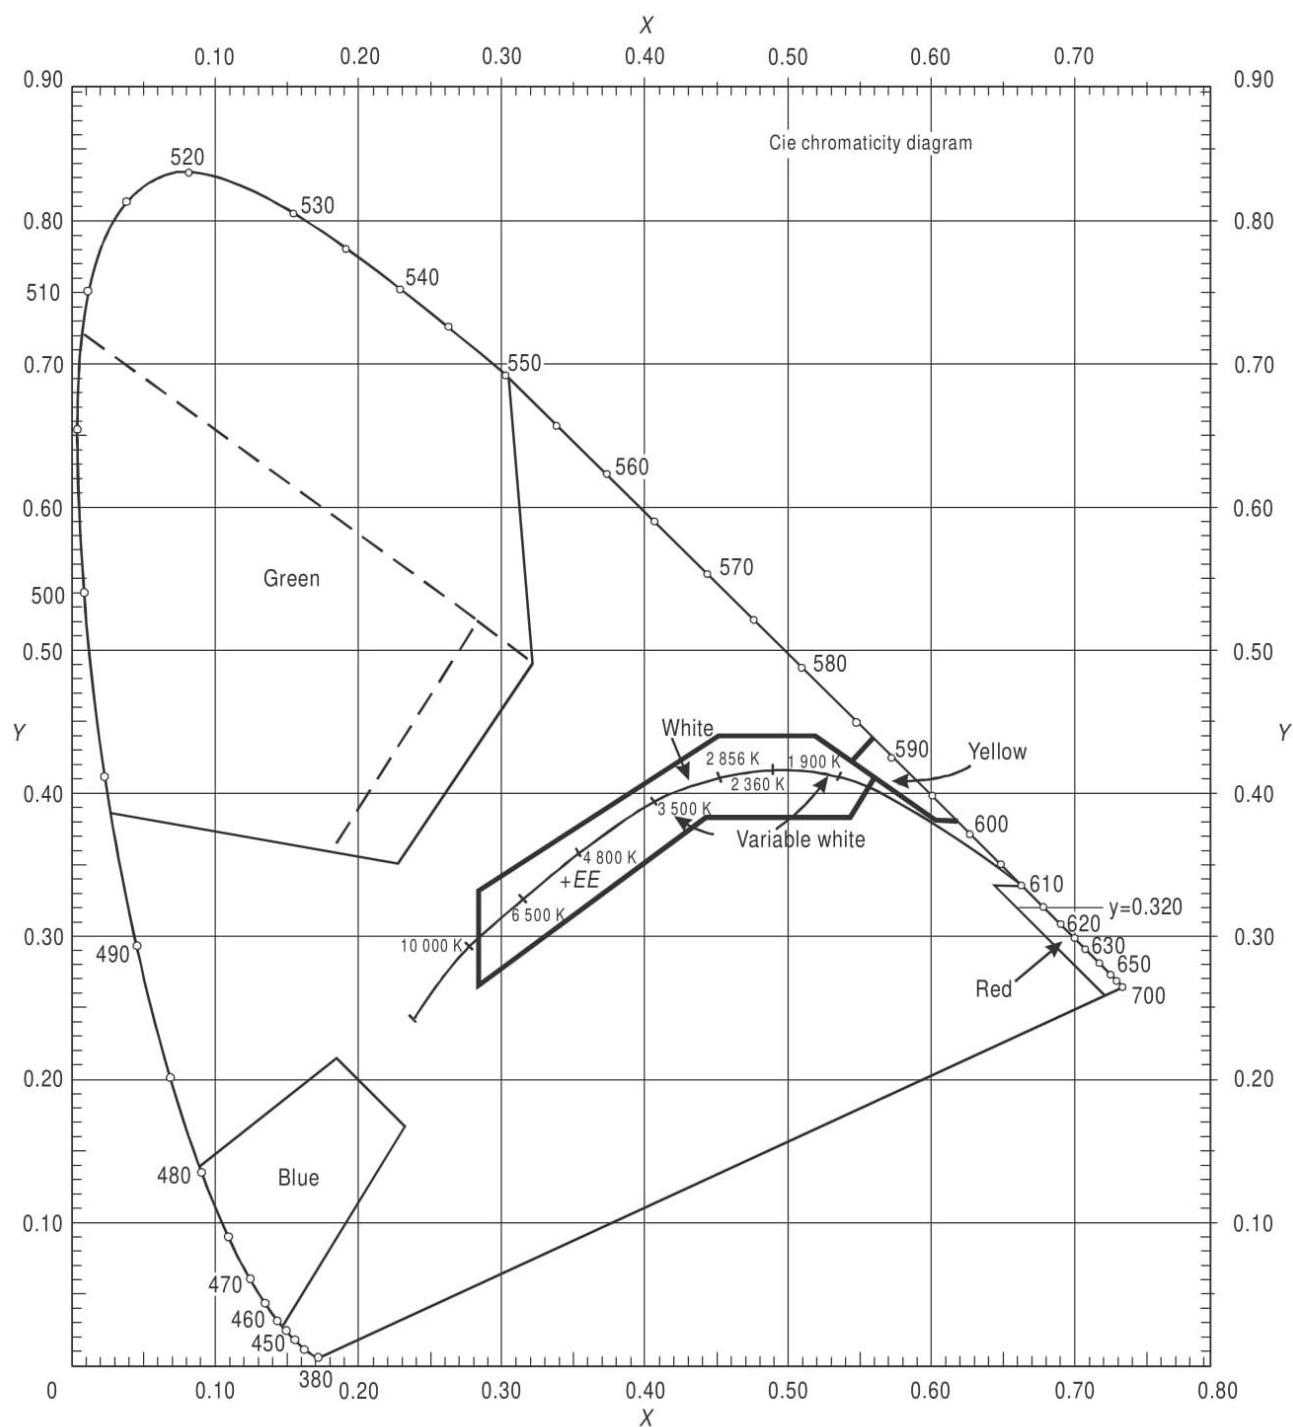 X
0.10 0.20 0.30 0.40 0.50 0.60 0.70
0.90 0.90
Cie chromaticity diagram
520
530
0.80 0.80
540
510
550
0.70 0.70
560
0.60 0.60
570
Green
500
0.50 580 0.50
Y White 590 Yellow Y
2 856 K 1 900 K
2 360 K
0.40 3 500 K 0.40
600
Variable white
4 800 K
+EE 610
6 500 K y=0.320
620
0.30 0.30
490 10 000 K 630
650
Red 700
0.20 0.20
480 Blue
0.10 0.10
470
460
450
380
0 0.10 0.20 0.30 0.40 0.50 0.60 0.70 0.80
X